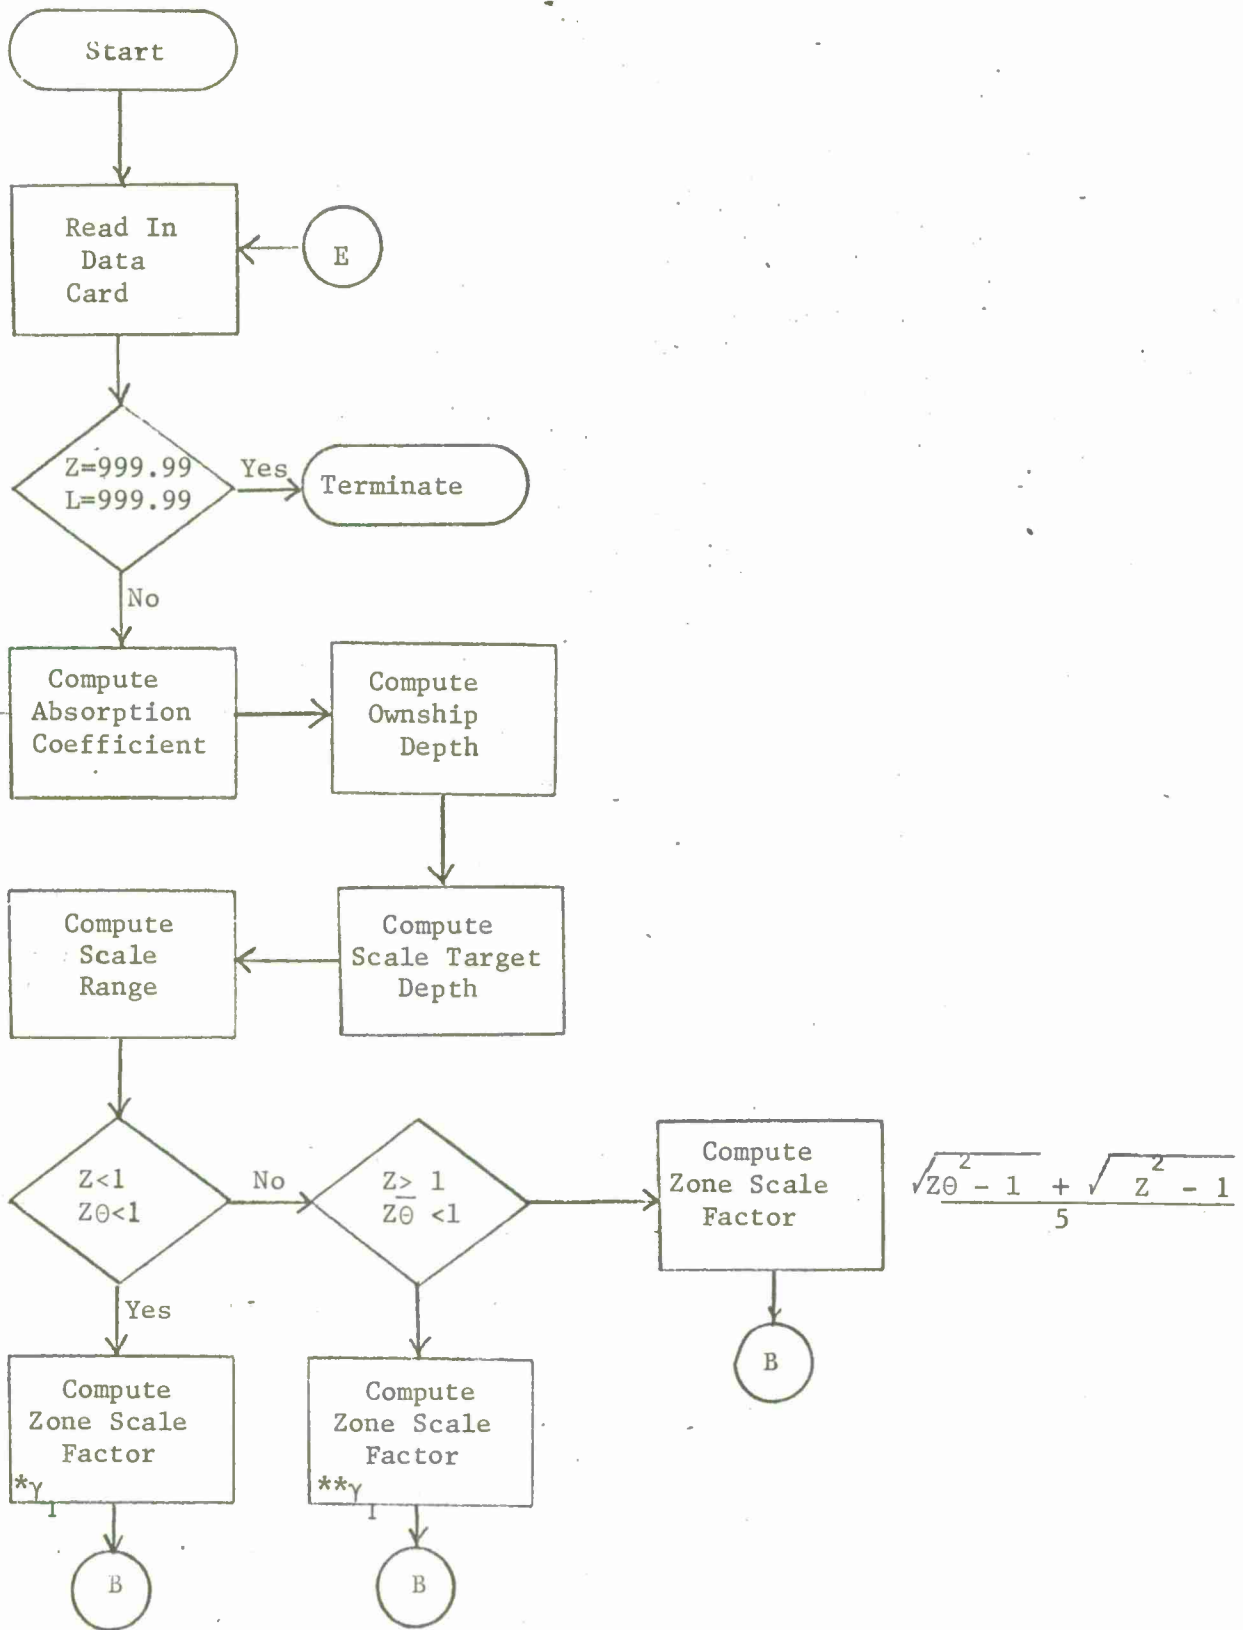 Start
Read In
Data
Card
E
Z=999.99
L=999.99
Yes
Terminate
No
Compute
Absorption
Coefficient
Compute
Ownship
Depth
Compute
Scale
Range
Compute
Scale Target
Depth
Z<1
ZΘ<1
No
Z≥ 1
ZΘ <1
Compute
Zone Scale
Factor
√(ZΘ² - 1) + √(Z² - 1)
5
Yes
B
Compute
Zone Scale
Factor
*γ₁
Compute
Zone Scale
Factor
**γ₁
B
B